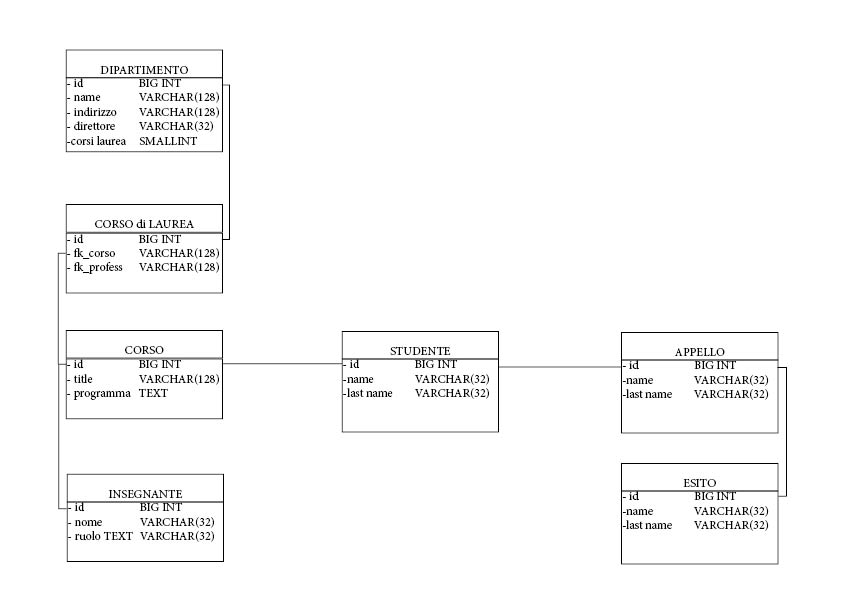 DIPARTIMENTO
- id BIG INT
- name VARCHAR(128)
- indirizzo VARCHAR(128)
- direttore VARCHAR(32)
-corsi laurea SMALLINT
CORSO di LAUREA
- id BIG INT
- fk_corso VARCHAR(128)
- fk_profess VARCHAR(128)
CORSO
- id BIG INT
- title VARCHAR(128)
- programma TEXT
STUDENTE
- id BIG INT
-name VARCHAR(32)
-last name VARCHAR(32)
APPELLO
- id BIG INT
-name VARCHAR(32)
-last name VARCHAR(32)
INSEGNANTE
- id BIG INT
- nome VARCHAR(32)
- ruolo TEXT VARCHAR(32)
ESITO
- id BIG INT
-name VARCHAR(32)
-last name VARCHAR(32)